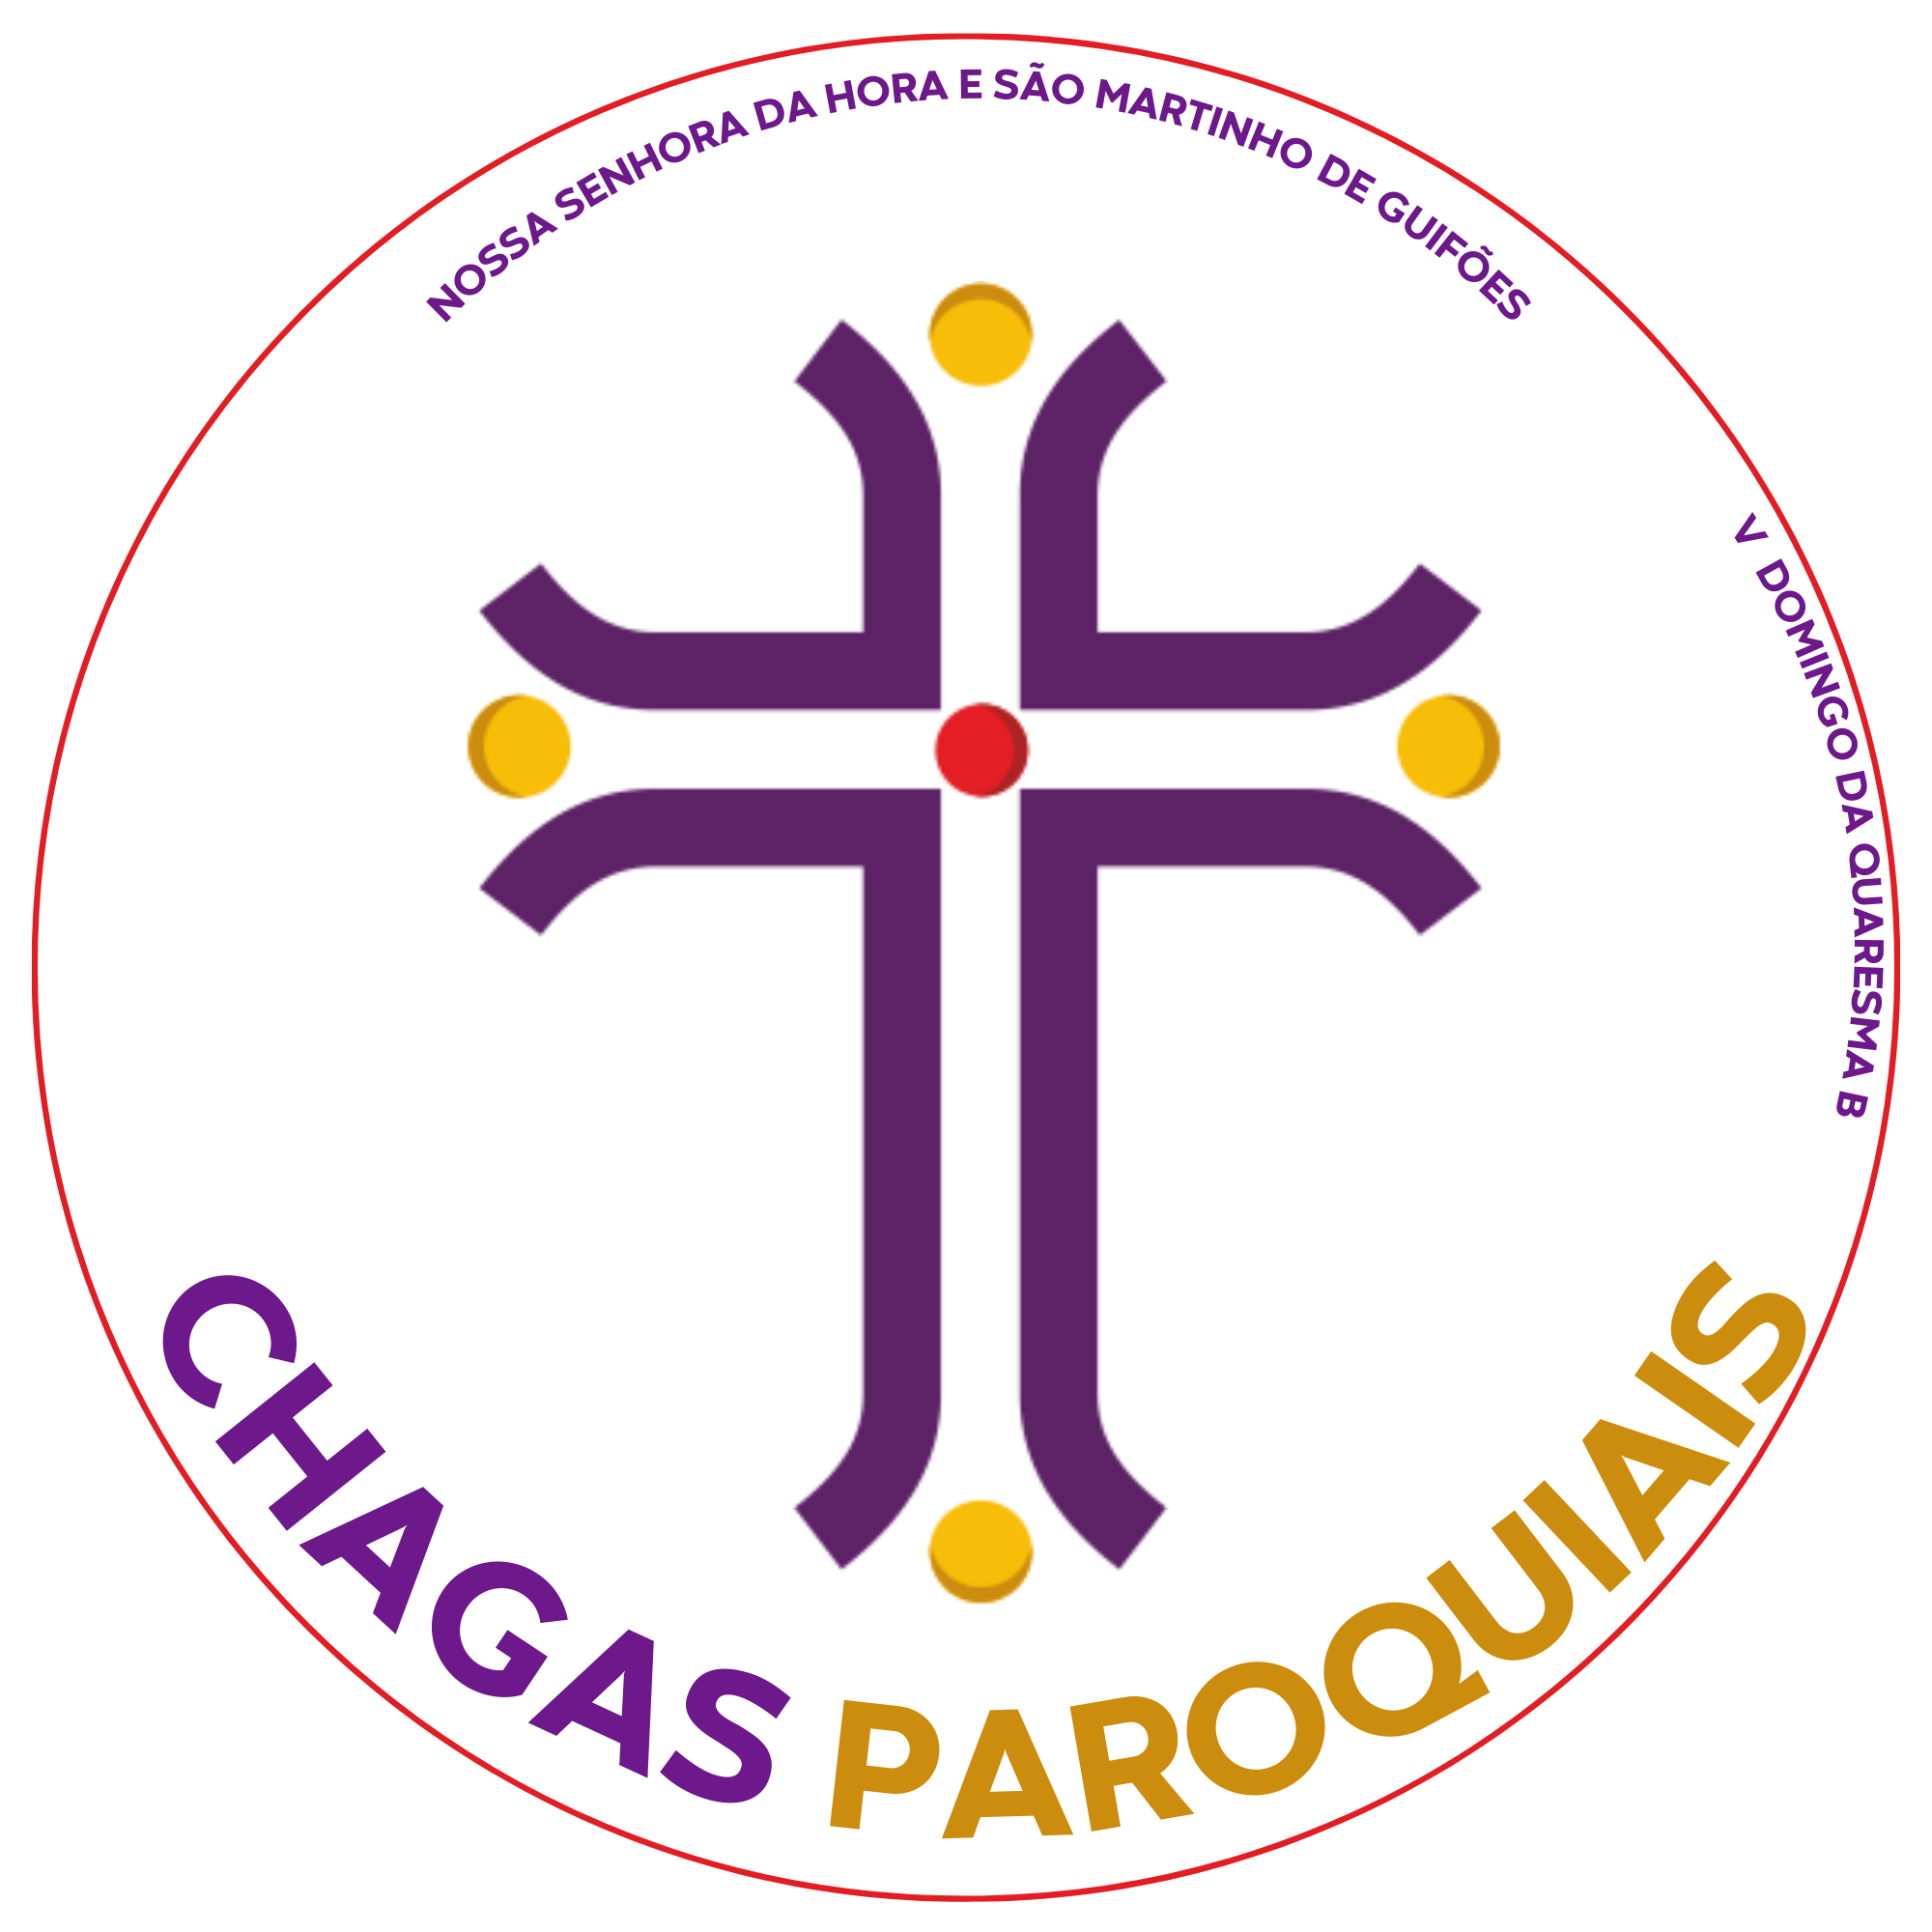 NOSSA SENHORA DA HORA E SÃO MARTINHO DE GUIFÕES
V DOMINGO DA QUARESMA B
CHAGAS PAROQUIAIS